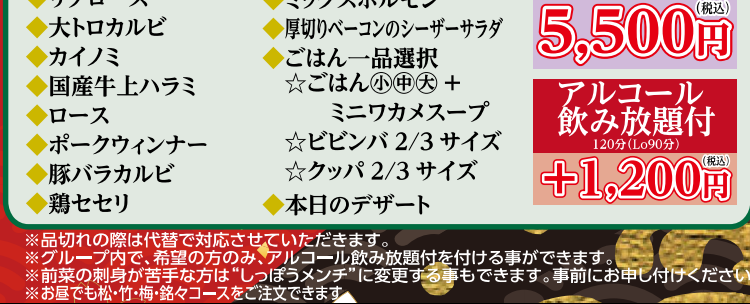 ◆大トロカルビ
◆カイノミ
◆国産牛上ハラミ
◆ロース
◆ポークウィンナー
◆豚バラカルビ
◆鶏セセリ
◆ミックスホルモン
◆厚切りベーコンのシーザーサラダ
◆ごはん一品選択
☆ごはん㊙小㊥大＋
ミニワカメスープ
☆ビビンバ 2/3 サイズ
☆クッパ 2/3 サイズ
◆本日のデザート
5,500円(税込)
アルコール
飲み放題付
120分(Lo90分)
+1,200円(税込)
※品切れの際は代替で対応させていただきます。
※グループ内で、希望の方のみ、アルコール飲み放題付を付ける事ができます。
※前菜の刺身が苦手な方は“しっぽうメンチ”に変更する事もできます。事前にお申し付けください
※お昼でも松・竹・梅・銘々コースをご注文できます。